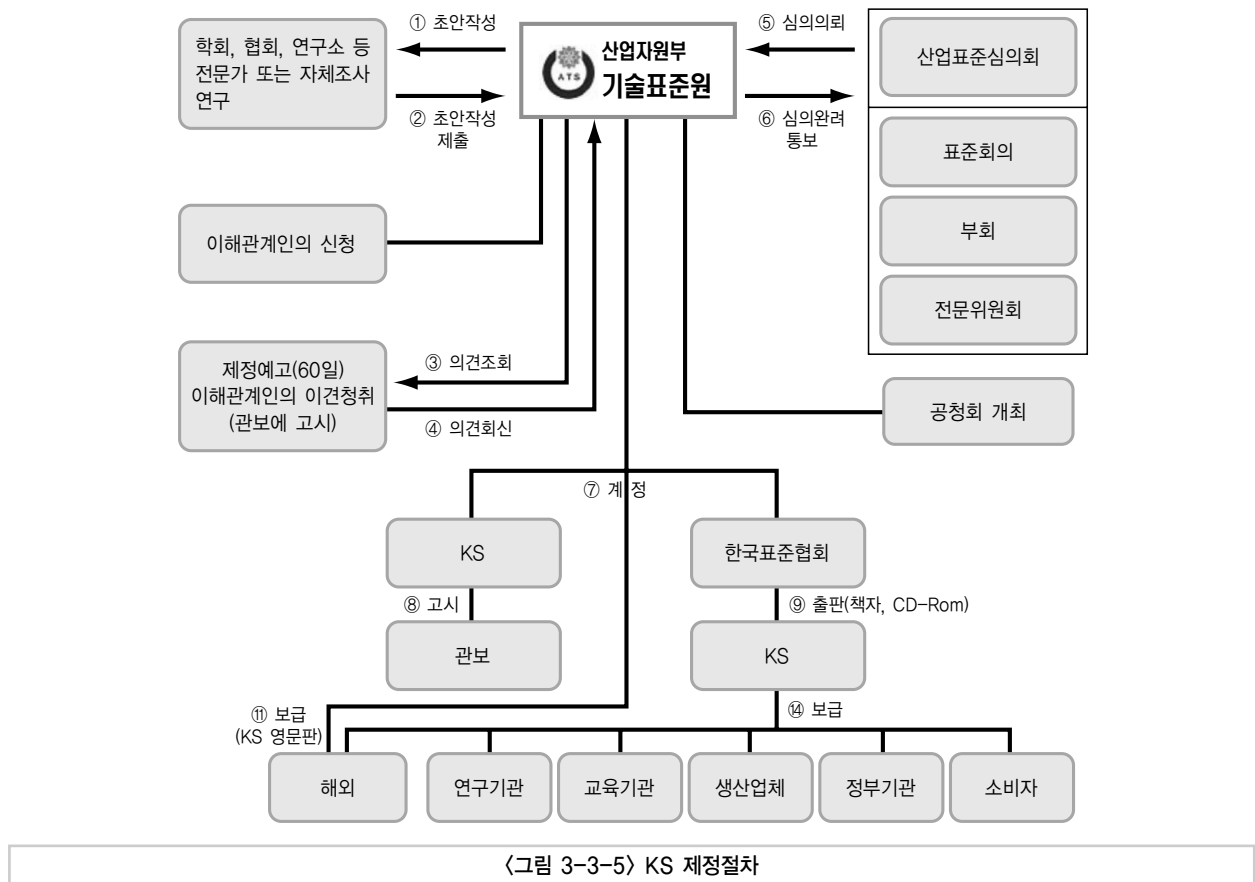 ① 초안작성
⑤ 심의의뢰
학회, 협회, 연구소 등
전문가 또는 자체조사
연구
ATS
산업자원부
기술표준원
산업표준심의회
② 초안작성
제출
⑥ 심의완려
통보
표준회의
이해관계인의 신청
부회
전문위원회
제정예고(60일)
이해관계인의 이견청취
(관보에 고시)
③ 의견조회
④ 의견회신
공청회 개최
⑦ 계 정
KS
한국표준협회
⑧ 고시
⑨ 출판(책자, CD-Rom)
관보
KS
⑪ 보급
(KS 영문판)
⑭ 보급
해외
연구기관
교육기관
생산업체
정부기관
소비자
〈그림 3-3-5〉 KS 제정절차